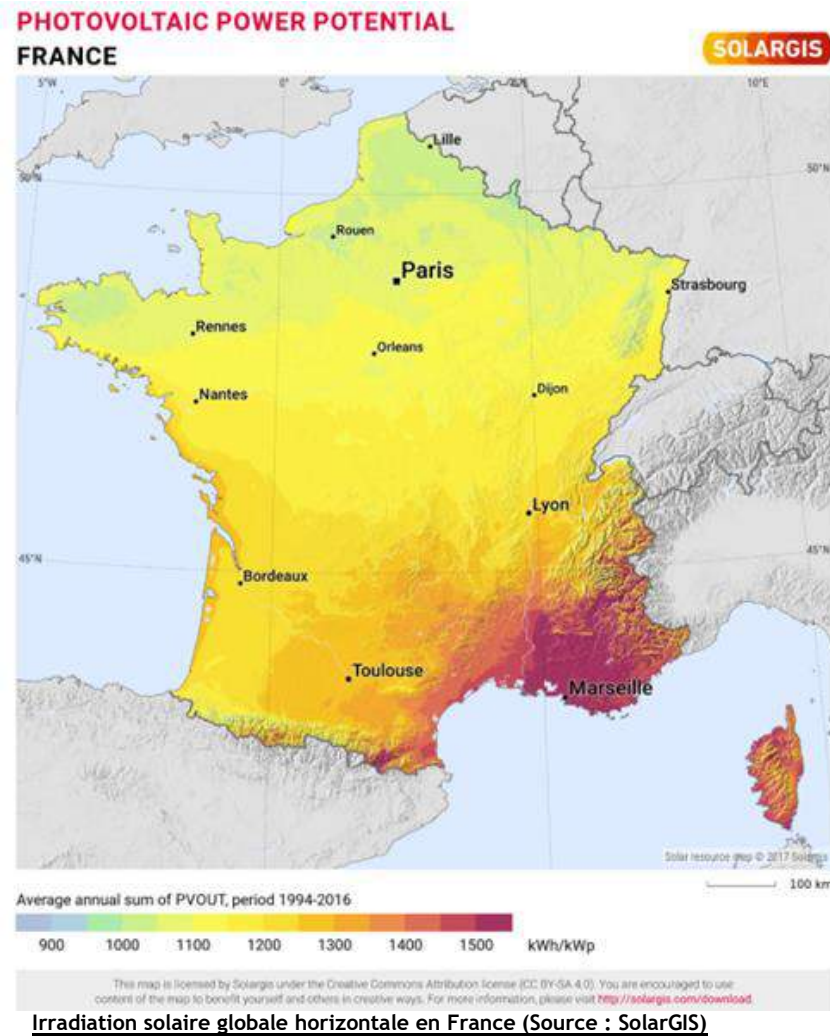 PHOTOVOLTAIC POWER POTENTIAL
FRANCE
SOLARGIS
5°W 0° 10°E
50°N 50°N
Lille
Rouen
Paris
Strasbourg
Rennes
Orleans
Nantes
Dijon
Lyon
45°N 45°N
Bordeaux
Toulouse
Marseille
Solar resource map © 2017 Solargis
100 km
Average annual sum of PVOUT, period 1994-2016
900 1000 1100 1200 1300 1400 1500 kWh/kWp
This map is licensed by Solargis under the Creative Commons Attribution license (CC BY-SA 4.0). You are encouraged to use
content of the map to benefit yourself and others in creative ways. For more information, please visit http://solargis.com/download.
Irradiation solaire globale horizontale en France (Source : SolarGIS)